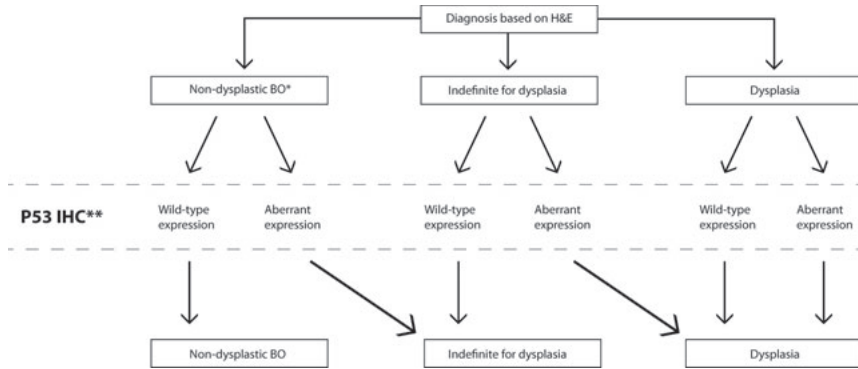 Diagnosis based on H&E
Non-dysplastic BO*
Indefinite for dysplasia
Dysplasia
P53 IHC**
Wild-type
expression
Aberrant
expression
Wild-type
expression
Aberrant
expression
Wild-type
expression
Aberrant
expression
Non-dysplastic BO
Indefinite for dysplasia
Dysplasia